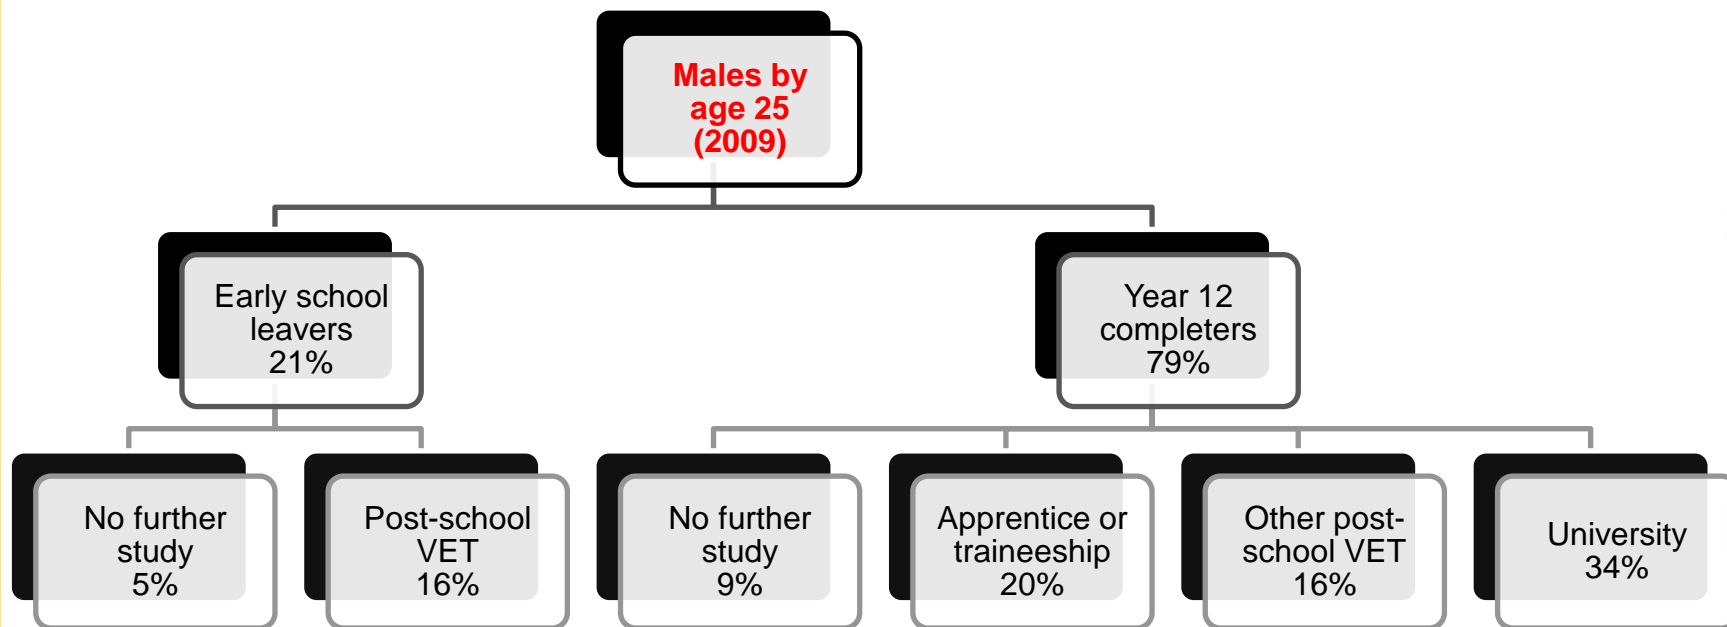 Males by
age 25
(2009)
Early school
leavers
21%
Year 12
completers
79%
No further
study
5%
Post-school
VET
16%
No further
study
9%
Apprentice or
traineeship
20%
Other post-
school VET
16%
University
34%